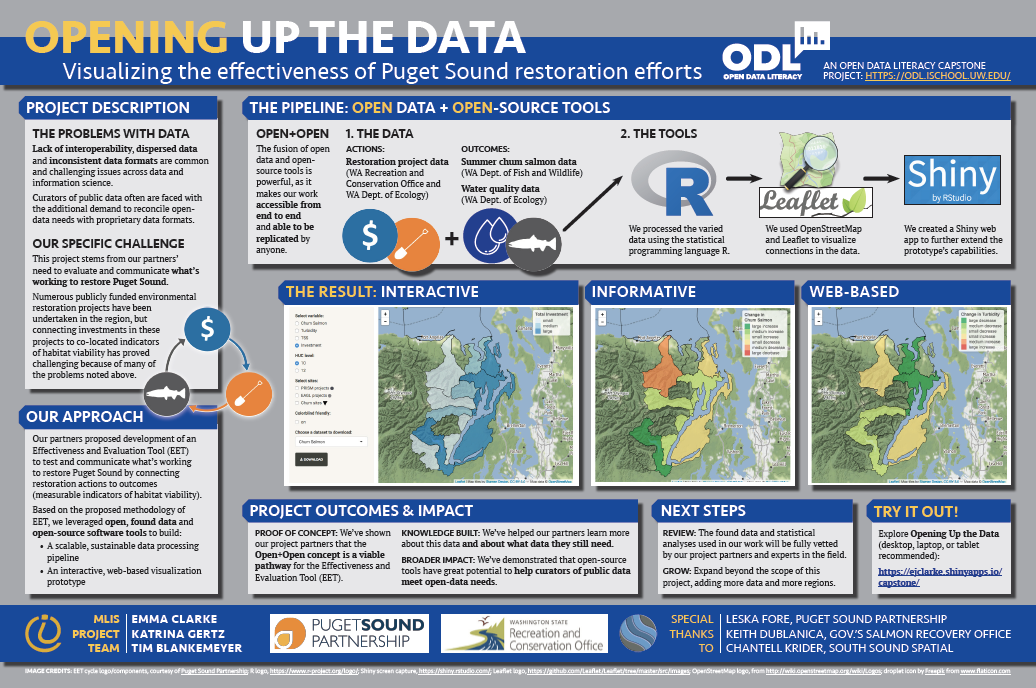 OPENING UP THE DATA
Visualizing the effectiveness of Puget Sound restoration efforts
ODL
OPEN DATA LITERACY
AN OPEN DATA LITERACY CAPSTONE
PROJECT: HTTPS://ODL.ISCHOOL.UW.EDU/
PROJECT DESCRIPTION
THE PROBLEMS WITH DATA
Lack of interoperability, dispersed data
and inconsistent data formats are common
and challenging issues across data and
information science.
Curators of public data often are faced with
the additional demand to reconcile open-
data needs with proprietary data formats.
OUR SPECIFIC CHALLENGE
This project stems from our partners'
need to evaluate and communicate what's
working to restore Puget Sound.
Numerous publicly funded environmental
restoration projects have been
undertaken in the region, but
connecting investments in these
projects to co-located indicators
of habitat viability has proved
challenging because of many of
the problems noted above.
$
OUR APPROACH
Our partners proposed development of an
Effectiveness and Evaluation Tool (EET)
to test and communicate what's working
to restore Puget Sound by connecting
restoration actions to outcomes
(measurable indicators of habitat viability).
Based on the proposed methodology of
EET, we leveraged open, found data and
open-source software tools to build:
• A scalable, sustainable data processing
pipeline
• An interactive, web-based visualization
prototype
THE PIPELINE: OPEN DATA + OPEN-SOURCE TOOLS
OPEN+OPEN
The fusion of open
data and open-
source tools is
powerful, as it
makes our work
accessible from
end to end
and able to be
replicated by
anyone.
1. THE DATA
ACTIONS:
Restoration project data
(WA Recreation and
Conservation Office and
WA Dept. of Ecology)
OUTCOMES:
Summer chum salmon data
(WA Dept. of Fish and Wildlife)
Water quality data
(WA Dept. of Ecology)
$
+
2. THE TOOLS
R
We processed the varied
data using the statistical
programming language R.
Leaflet
We used OpenStreetMap
and Leaflet to visualize
connections in the data.
Shiny
by RStudio
We created a Shiny web
app to further extend the
prototype's capabilities.
THE RESULT: INTERACTIVE
Select variable:
Chum Salmon
Turbidity
TSS
Investment
HUC level:
10
12
Select sites:
PRISM projects
EAGL projects
Chum sites
Colorblind friendly:
on
Choose a dataset to download:
Chum Salmon
DOWNLOAD
Total Investment
small
medium
large
INFORMATIVE
Change in
Chum Salmon
large increase
medium increase
small increase
small decrease
medium decrease
large decrease
WEB-BASED
Change in Turbidity
large decrease
medium decrease
small decrease
small increase
medium increase
large increase
PROJECT OUTCOMES & IMPACT
PROOF OF CONCEPT: We've shown
our project partners that the
Open+Open concept is a viable
pathway for the Effectiveness and
Evaluation Tool (EET).
KNOWLEDGE BUILT: We've helped our partners learn more
about this data and about what data they still need.
BROADER IMPACT: We've demonstrated that open-source
tools have great potential to help curators of public data
meet open-data needs.
NEXT STEPS
REVIEW: The found data and statistical
analyses used in our work will be fully vetted
by our project partners and experts in the field.
GROW: Expand beyond the scope of this
project, adding more data and more regions.
TRY IT OUT!
Explore Opening Up the Data
(desktop, laptop, or tablet
recommended):
https://ejclarke.shinyapps.io/
capstone/
MLIS
PROJECT
TEAM
EMMA CLARKE
KATRINA GERTZ
TIM BLANKEMEYER
PUGETSOUND
PARTNERSHIP
WASHINGTON STATE
Recreation and
Conservation Office
SPECIAL
THANKS
TO
LESKA FORE, PUGET SOUND PARTNERSHIP
KEITH DUBLANICA, GOV'S SALMON RECOVERY OFFICE
CHANTELL KRIDER, SOUTH SOUND SPATIAL
IMAGE CREDITS: EET cycle logo/components, courtesy of Puget Sound Partnership; R logo, https://www.r-project.org/logo/; Shiny screen capture, https://shiny.rstudio.com/; Leaflet logo, https://github.com/Leaflet/Leaflet/tree/master/src/images; OpenStreetMap logo, from http://wiki.openstreetmap.org/wiki/Logos; droplet icon by Freepik from www.flaticon.com